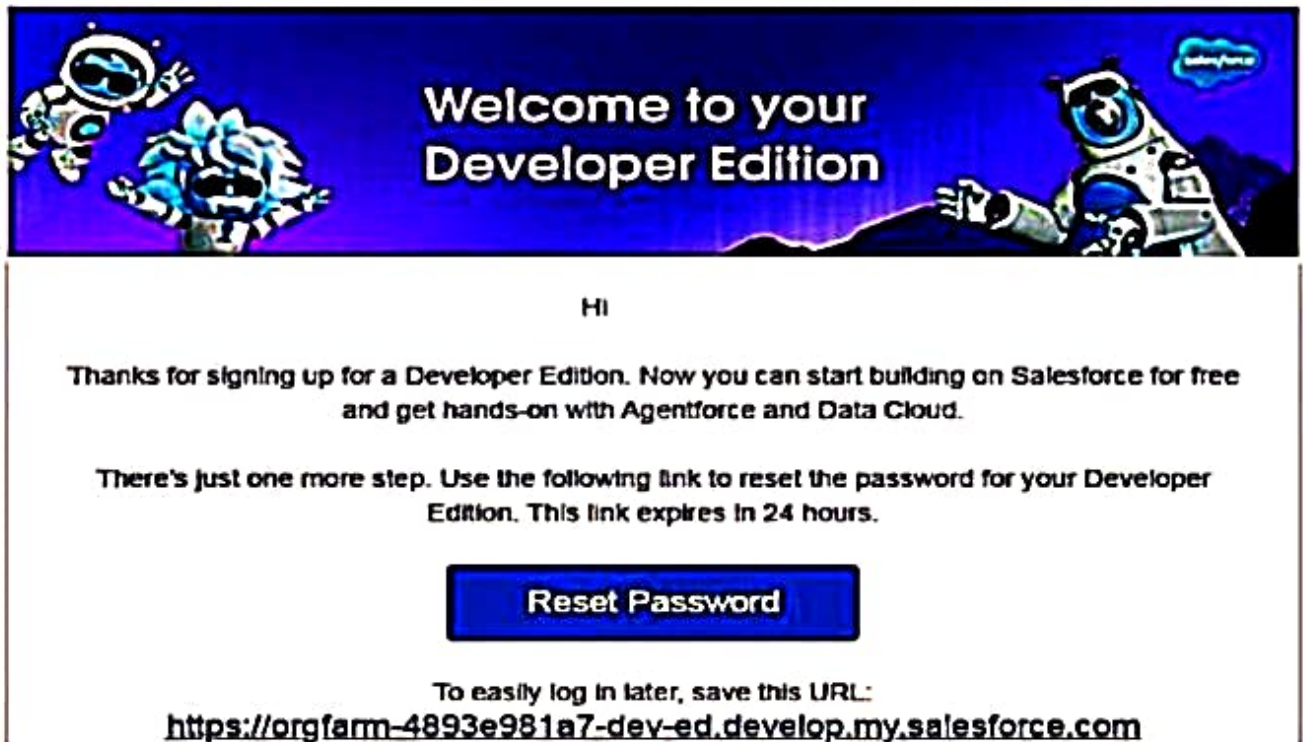 salesforce
Welcome to your
Developer Edition
Hi
Thanks for signing up for a Developer Edition. Now you can start building on Salesforce for free
and get hands-on with Agentforce and Data Cloud.
There's just one more step. Use the following link to reset the password for your Developer
Edition. This link expires in 24 hours.
Reset Password
To easily log in later, save this URL:
https://orgfarm-4893e981a7-dev-ed.develop.my.salesforce.com